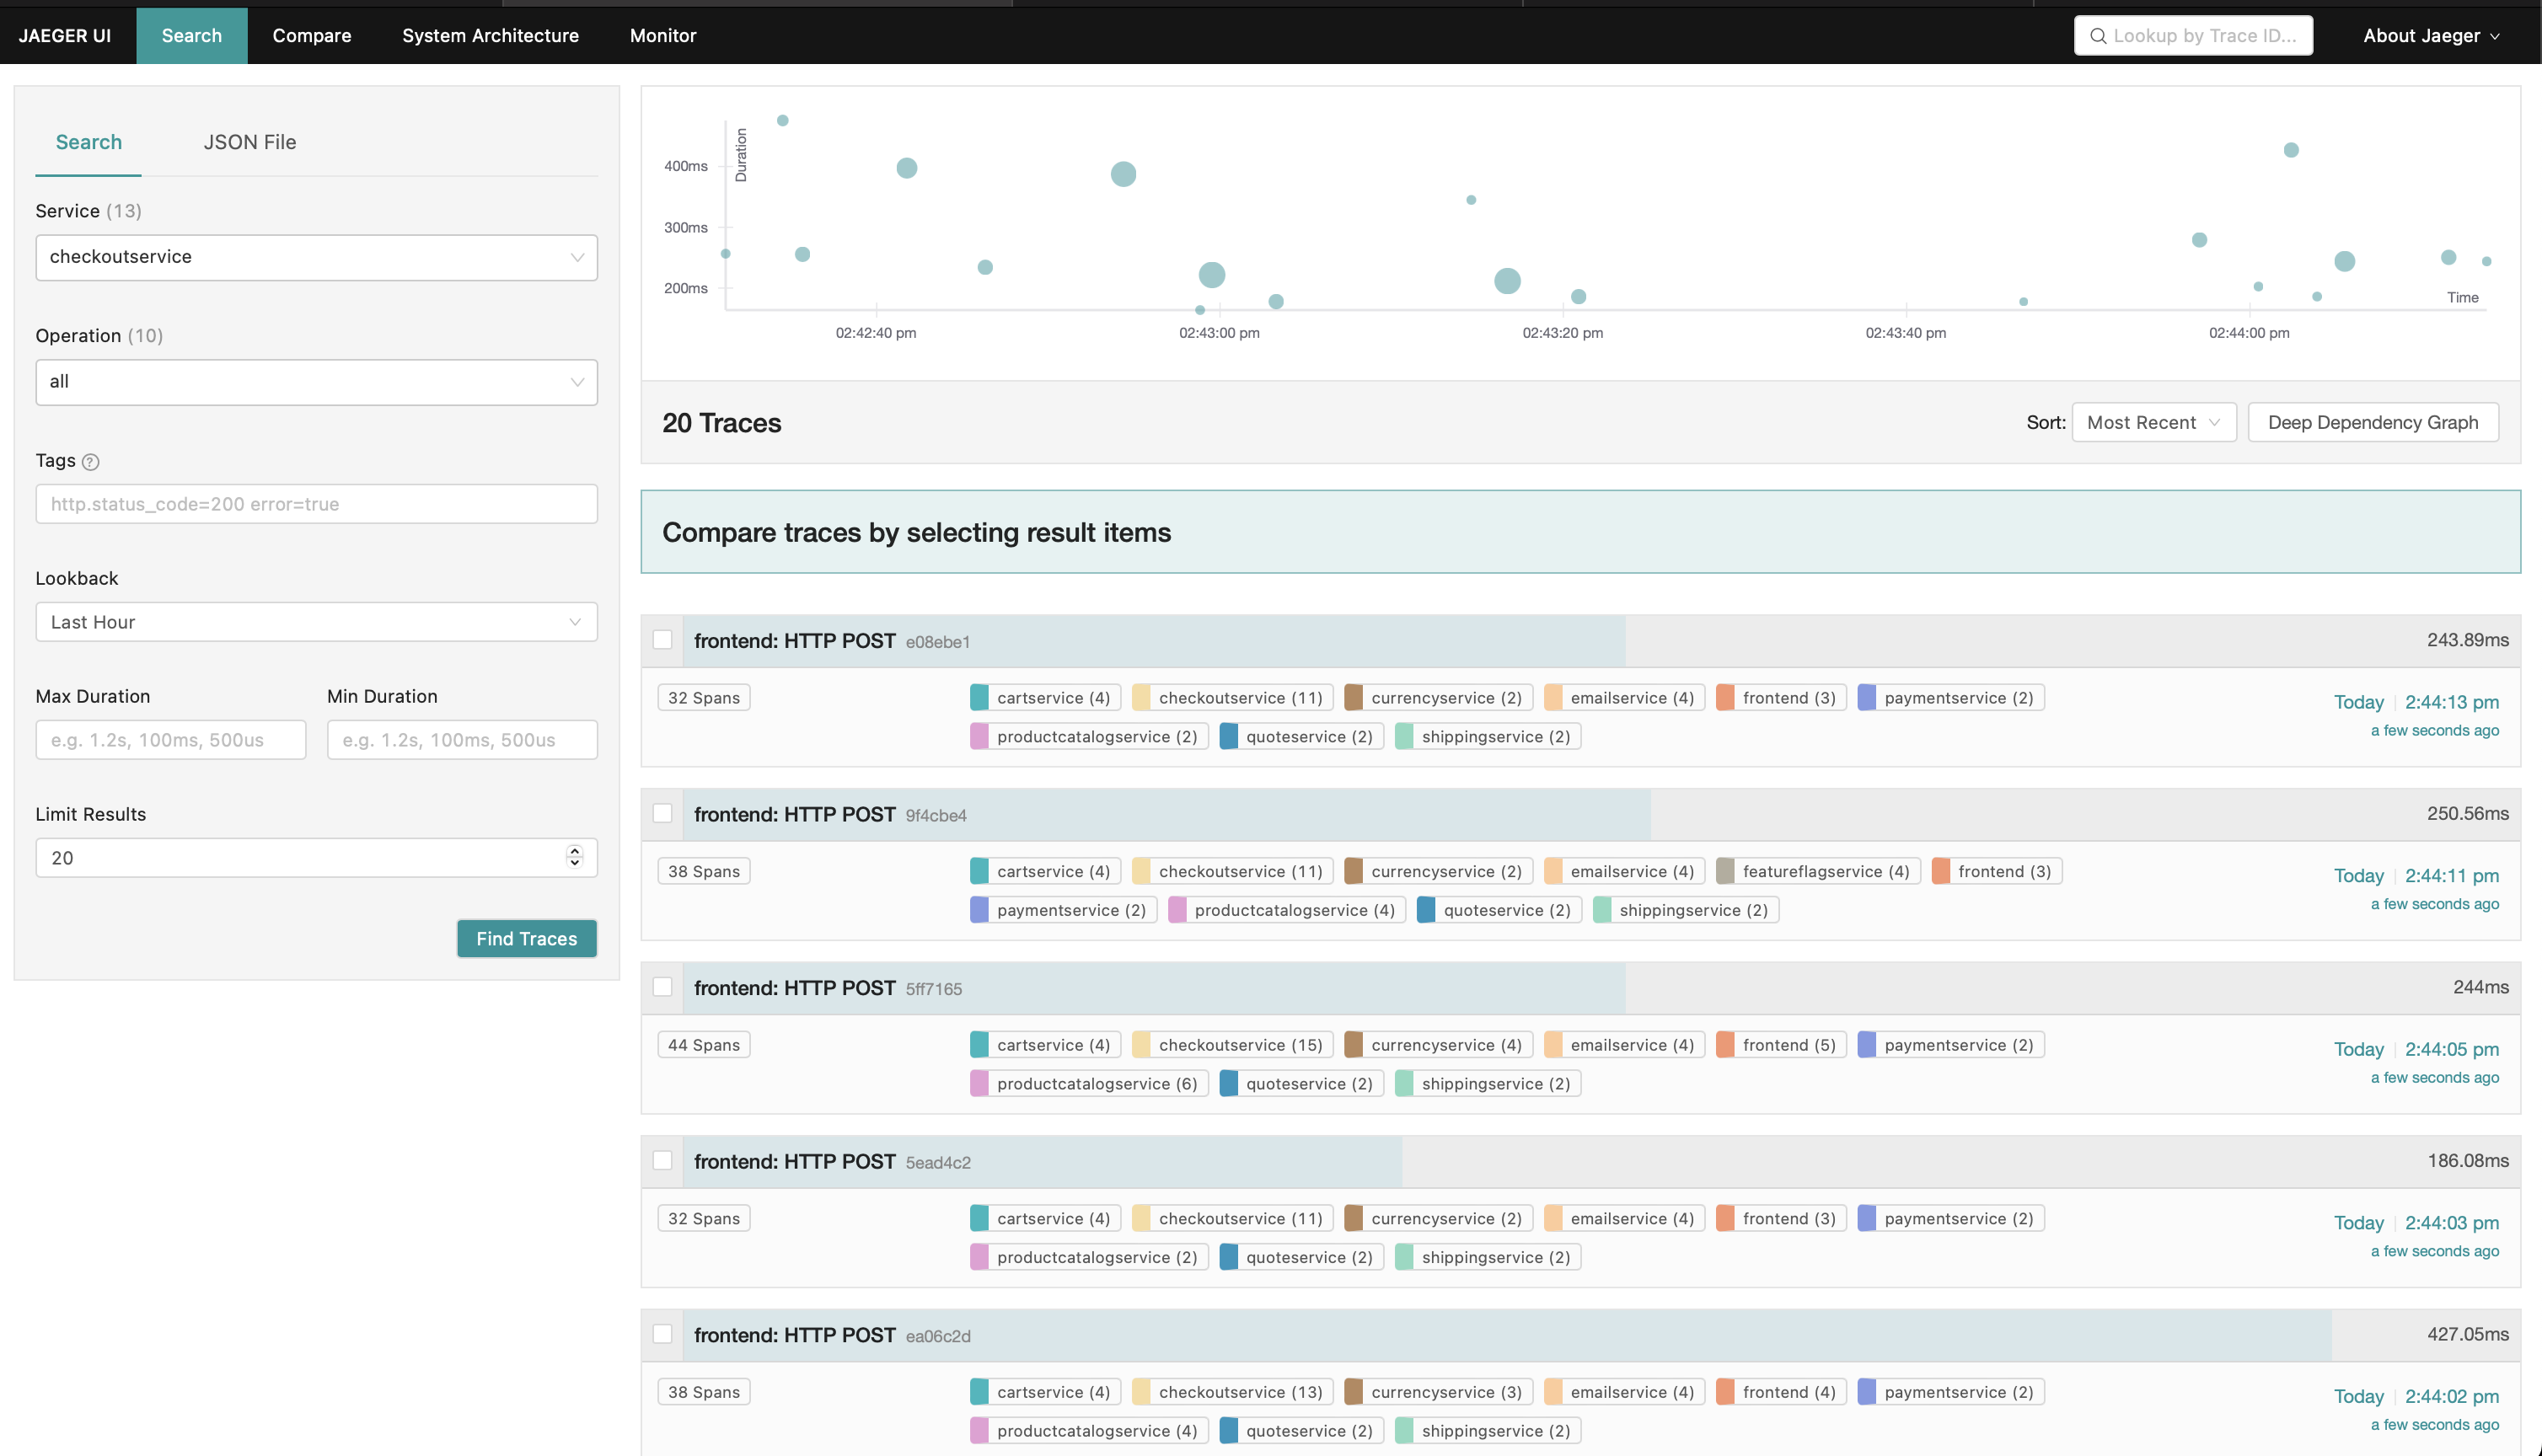 JAEGER UI Search Compare System Architecture Monitor Lookup by Trace ID... About Jaeger
Search JSON File
Service (13)
checkoutservice
Operation (10)
all
Tags ?
http.status_code=200 error=true
Lookback
Last Hour
Max Duration Min Duration
e.g. 1.2s, 100ms, 500us e.g. 1.2s, 100ms, 500us
Limit Results
20
Find Traces
Duration
400ms
300ms
200ms
Time
02:42:40 pm 02:43:00 pm 02:43:20 pm 02:43:40 pm 02:44:00 pm
20 Traces Sort: Most Recent Deep Dependency Graph
Compare traces by selecting result items
frontend: HTTP POST e08ebe1 243.89ms
32 Spans cartservice (4) checkoutservice (11) currencyservice (2) emailservice (4) frontend (3) paymentservice (2) Today 2:44:13 pm
productcatalogservice (2) quoteservice (2) shippingservice (2) a few seconds ago
frontend: HTTP POST 9f4cbe4 250.56ms
38 Spans cartservice (4) checkoutservice (11) currencyservice (2) emailservice (4) featureflagservice (4) frontend (3) Today 2:44:11 pm
paymentservice (2) productcatalogservice (4) quoteservice (2) shippingservice (2) a few seconds ago
frontend: HTTP POST 5ff7165 244ms
44 Spans cartservice (4) checkoutservice (15) currencyservice (4) emailservice (4) frontend (5) paymentservice (2) Today 2:44:05 pm
productcatalogservice (6) quoteservice (2) shippingservice (2) a few seconds ago
frontend: HTTP POST 5ead4c2 186.08ms
32 Spans cartservice (4) checkoutservice (11) currencyservice (2) emailservice (4) frontend (3) paymentservice (2) Today 2:44:03 pm
productcatalogservice (2) quoteservice (2) shippingservice (2) a few seconds ago
frontend: HTTP POST ea06c2d 427.05ms
38 Spans cartservice (4) checkoutservice (13) currencyservice (3) emailservice (4) frontend (4) paymentservice (2) Today 2:44:02 pm
productcatalogservice (4) quoteservice (2) shippingservice (2) a few seconds ago